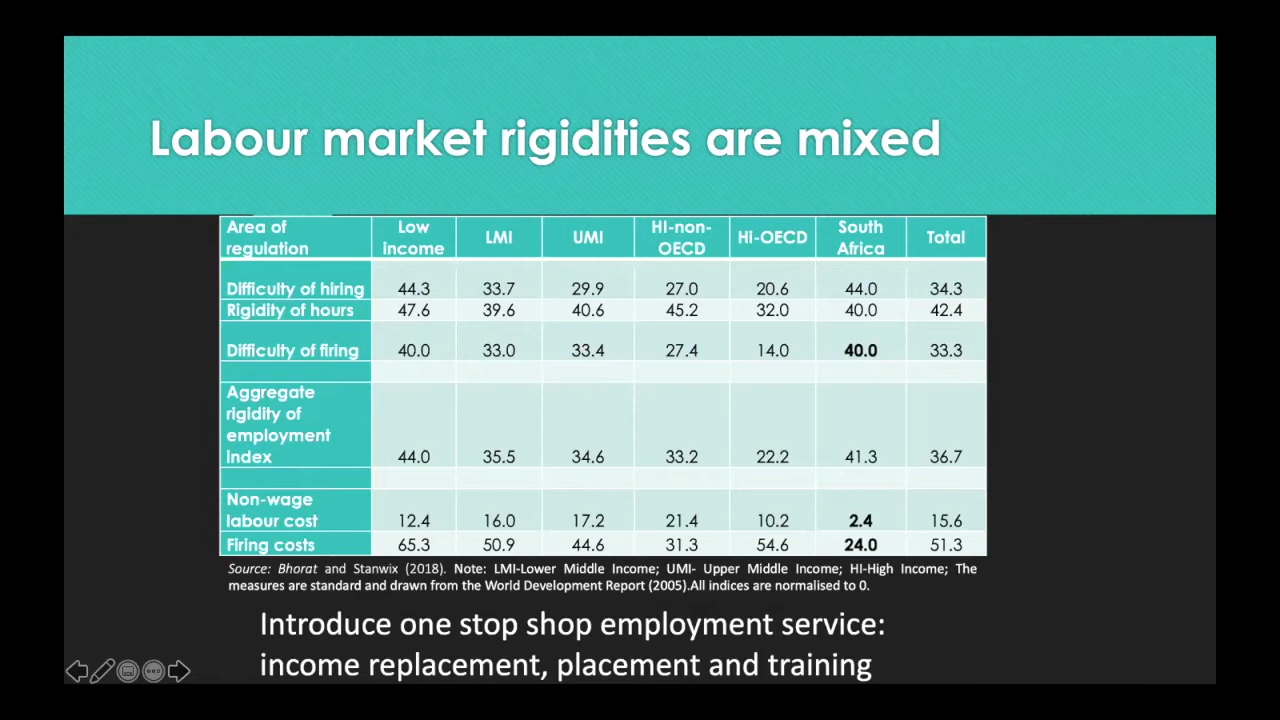 Labour market rigidities are mixed
Area of regulation Low income LMI UMI HI-non-OECD Hi-OECD South Africa Total
Difficulty of hiring 44.3 33.7 29.9 27.0 20.6 44.0 34.3
Rigidity of hours 47.6 39.6 40.6 45.2 32.0 40.0 42.4
Difficulty of firing 40.0 33.0 33.4 27.4 14.0 40.0 33.3
Aggregate rigidity of employment index 44.0 35.5 34.6 33.2 22.2 41.3 36.7
Non-wage labour cost 12.4 16.0 17.2 21.4 10.2 2.4 15.6
Firing costs 65.3 50.9 44.6 31.3 54.6 24.0 51.3
Source: Bhorat and Stanwix (2018). Note: LMI-Lower Middle Income; UMI- Upper Middle Income; HI-High Income; The
measures are standard and drawn from the World Development Report (2005).All indices are normalised to 0.
Introduce one stop shop employment service:
income replacement, placement and training